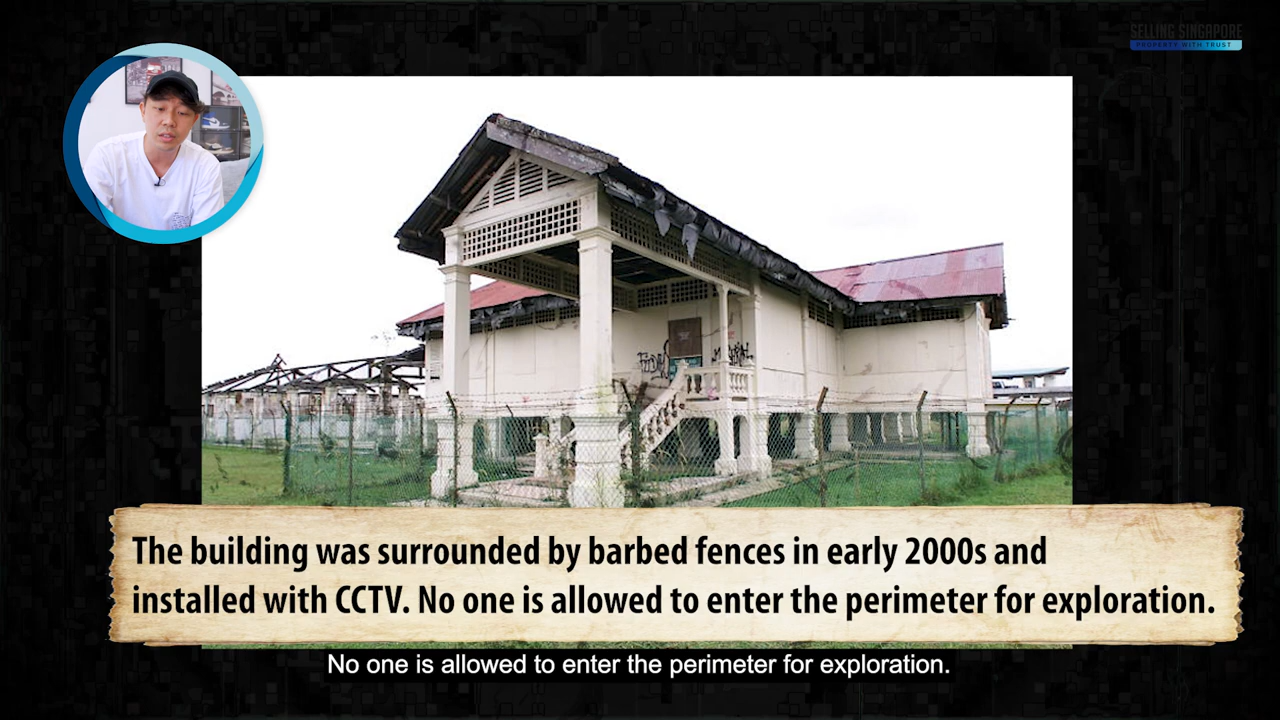 SELLING SINGAPORE
PROPERTY WITH TRUST
The building was surrounded by barbed fences in early 2000s and
installed with CCTV. No one is allowed to enter the perimeter for exploration.
No one is allowed to enter the perimeter for exploration.